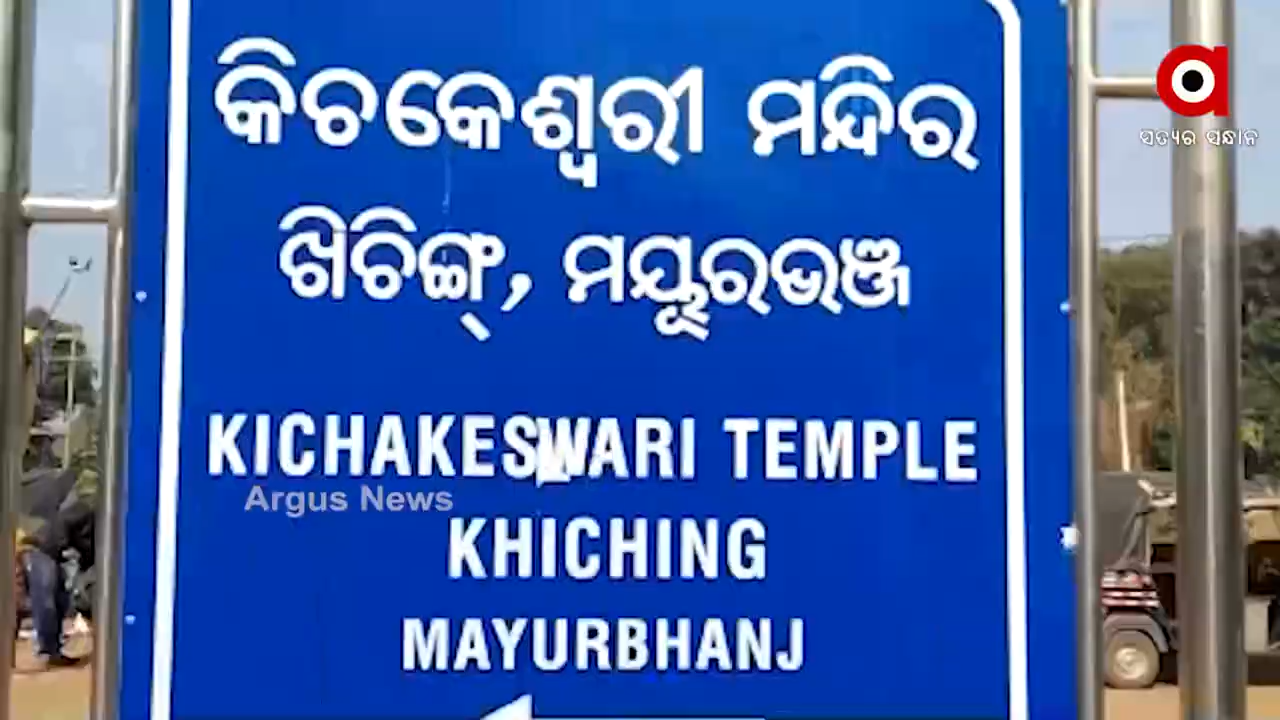 କିଚକେଶ୍ୱରୀ ମନ୍ଦିର
ଖିଚିଙ୍ଗ୍, ମୟୂରଭଞ୍ଜ
KICHAKESWARI TEMPLE
KHICHING
MAYURBHANJ
Argus News
ସତ୍ୟର ସନ୍ଧାନ